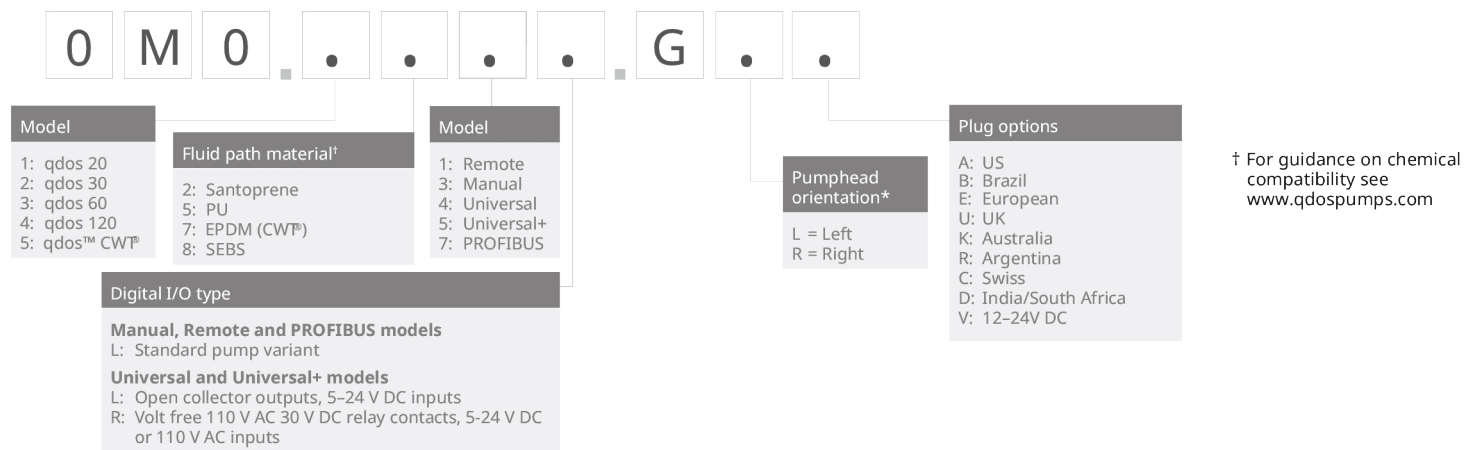 0 M 0 . . . . . . G . .
Model
1: qdos 20
2: qdos 30
3: qdos 60
4: qdos 120
5: qdos™ CWT®
Fluid path material†
2: Santoprene
5: PU
7: EPDM (CWT®)
8: SEBS
Model
1: Remote
3: Manual
4: Universal
5: Universal+
7: PROFIBUS
Digital I/O type
Manual, Remote and PROFIBUS models
L: Standard pump variant
Universal and Universal+ models
L: Open collector outputs, 5–24 V DC inputs
R: Volt free 110 V AC 30 V DC relay contacts, 5-24 V DC
or 110 V AC inputs
Pumphead
orientation*
L = Left
R = Right
Plug options
A: US
B: Brazil
E: European
U: UK
K: Australia
R: Argentina
C: Swiss
D: India/South Africa
V: 12–24V DC
† For guidance on chemical
compatibility see
www.qdospumps.com